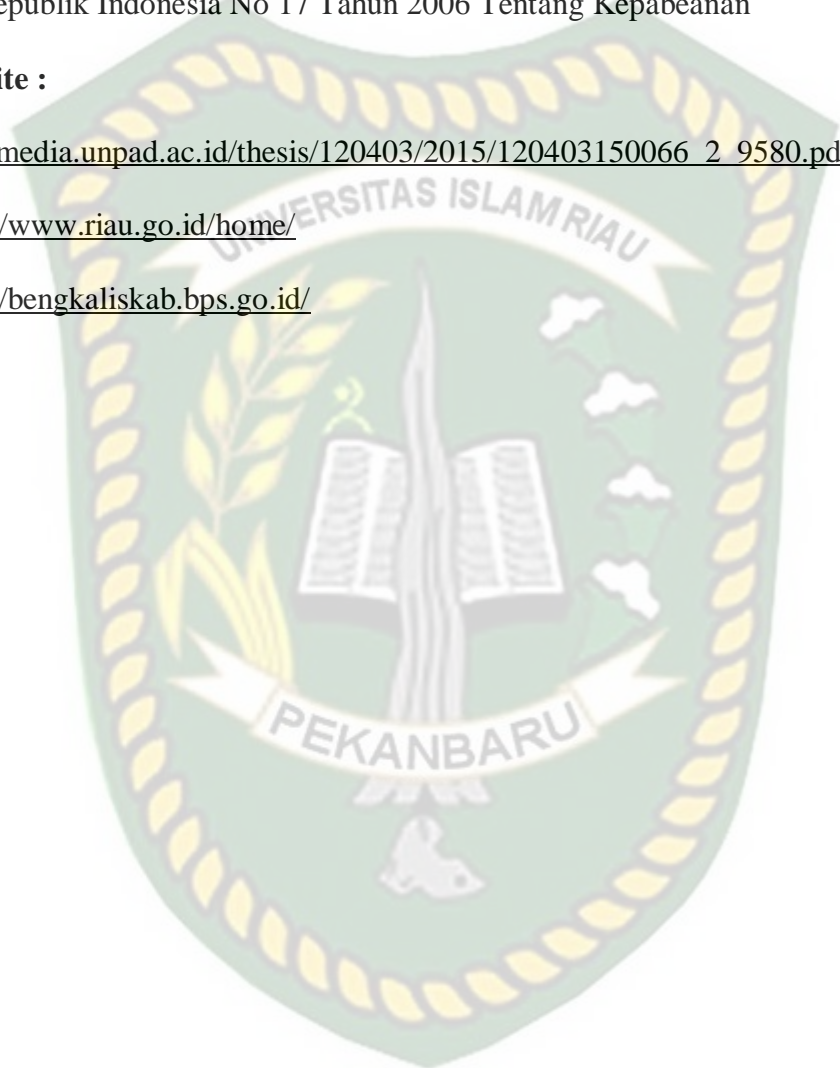 Republik Indonesia No 17 Tahun 2006 Tentang Kepabeanan
ite :
media.unpad.ac.id/thesis/120403/2015/120403150066_2_9580.pd
/www.riau.go.id/home/
/bengkaliskab.bps.go.id/
UNIVERSITAS ISLAM RIAU
PEKANBARU